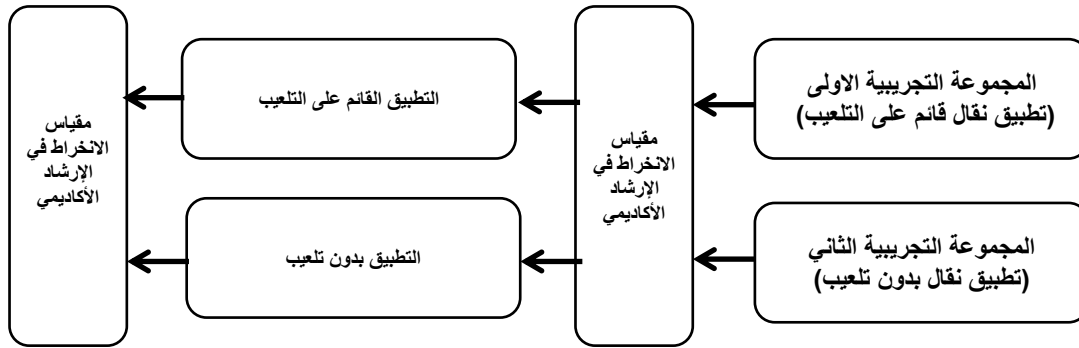 المجموعة التجريبية الاولى
(تطبيق نقال قائم على التلعيب)
المجموعة التجريبية الثاني
(تطبيق نقال بدون تلعيب)
مقياس
الانخراط في
الإرشاد
الأكاديمي
التطبيق القائم على التلعيب
التطبيق بدون تلعيب
مقياس
الانخراط في
الإرشاد
الأكاديمي